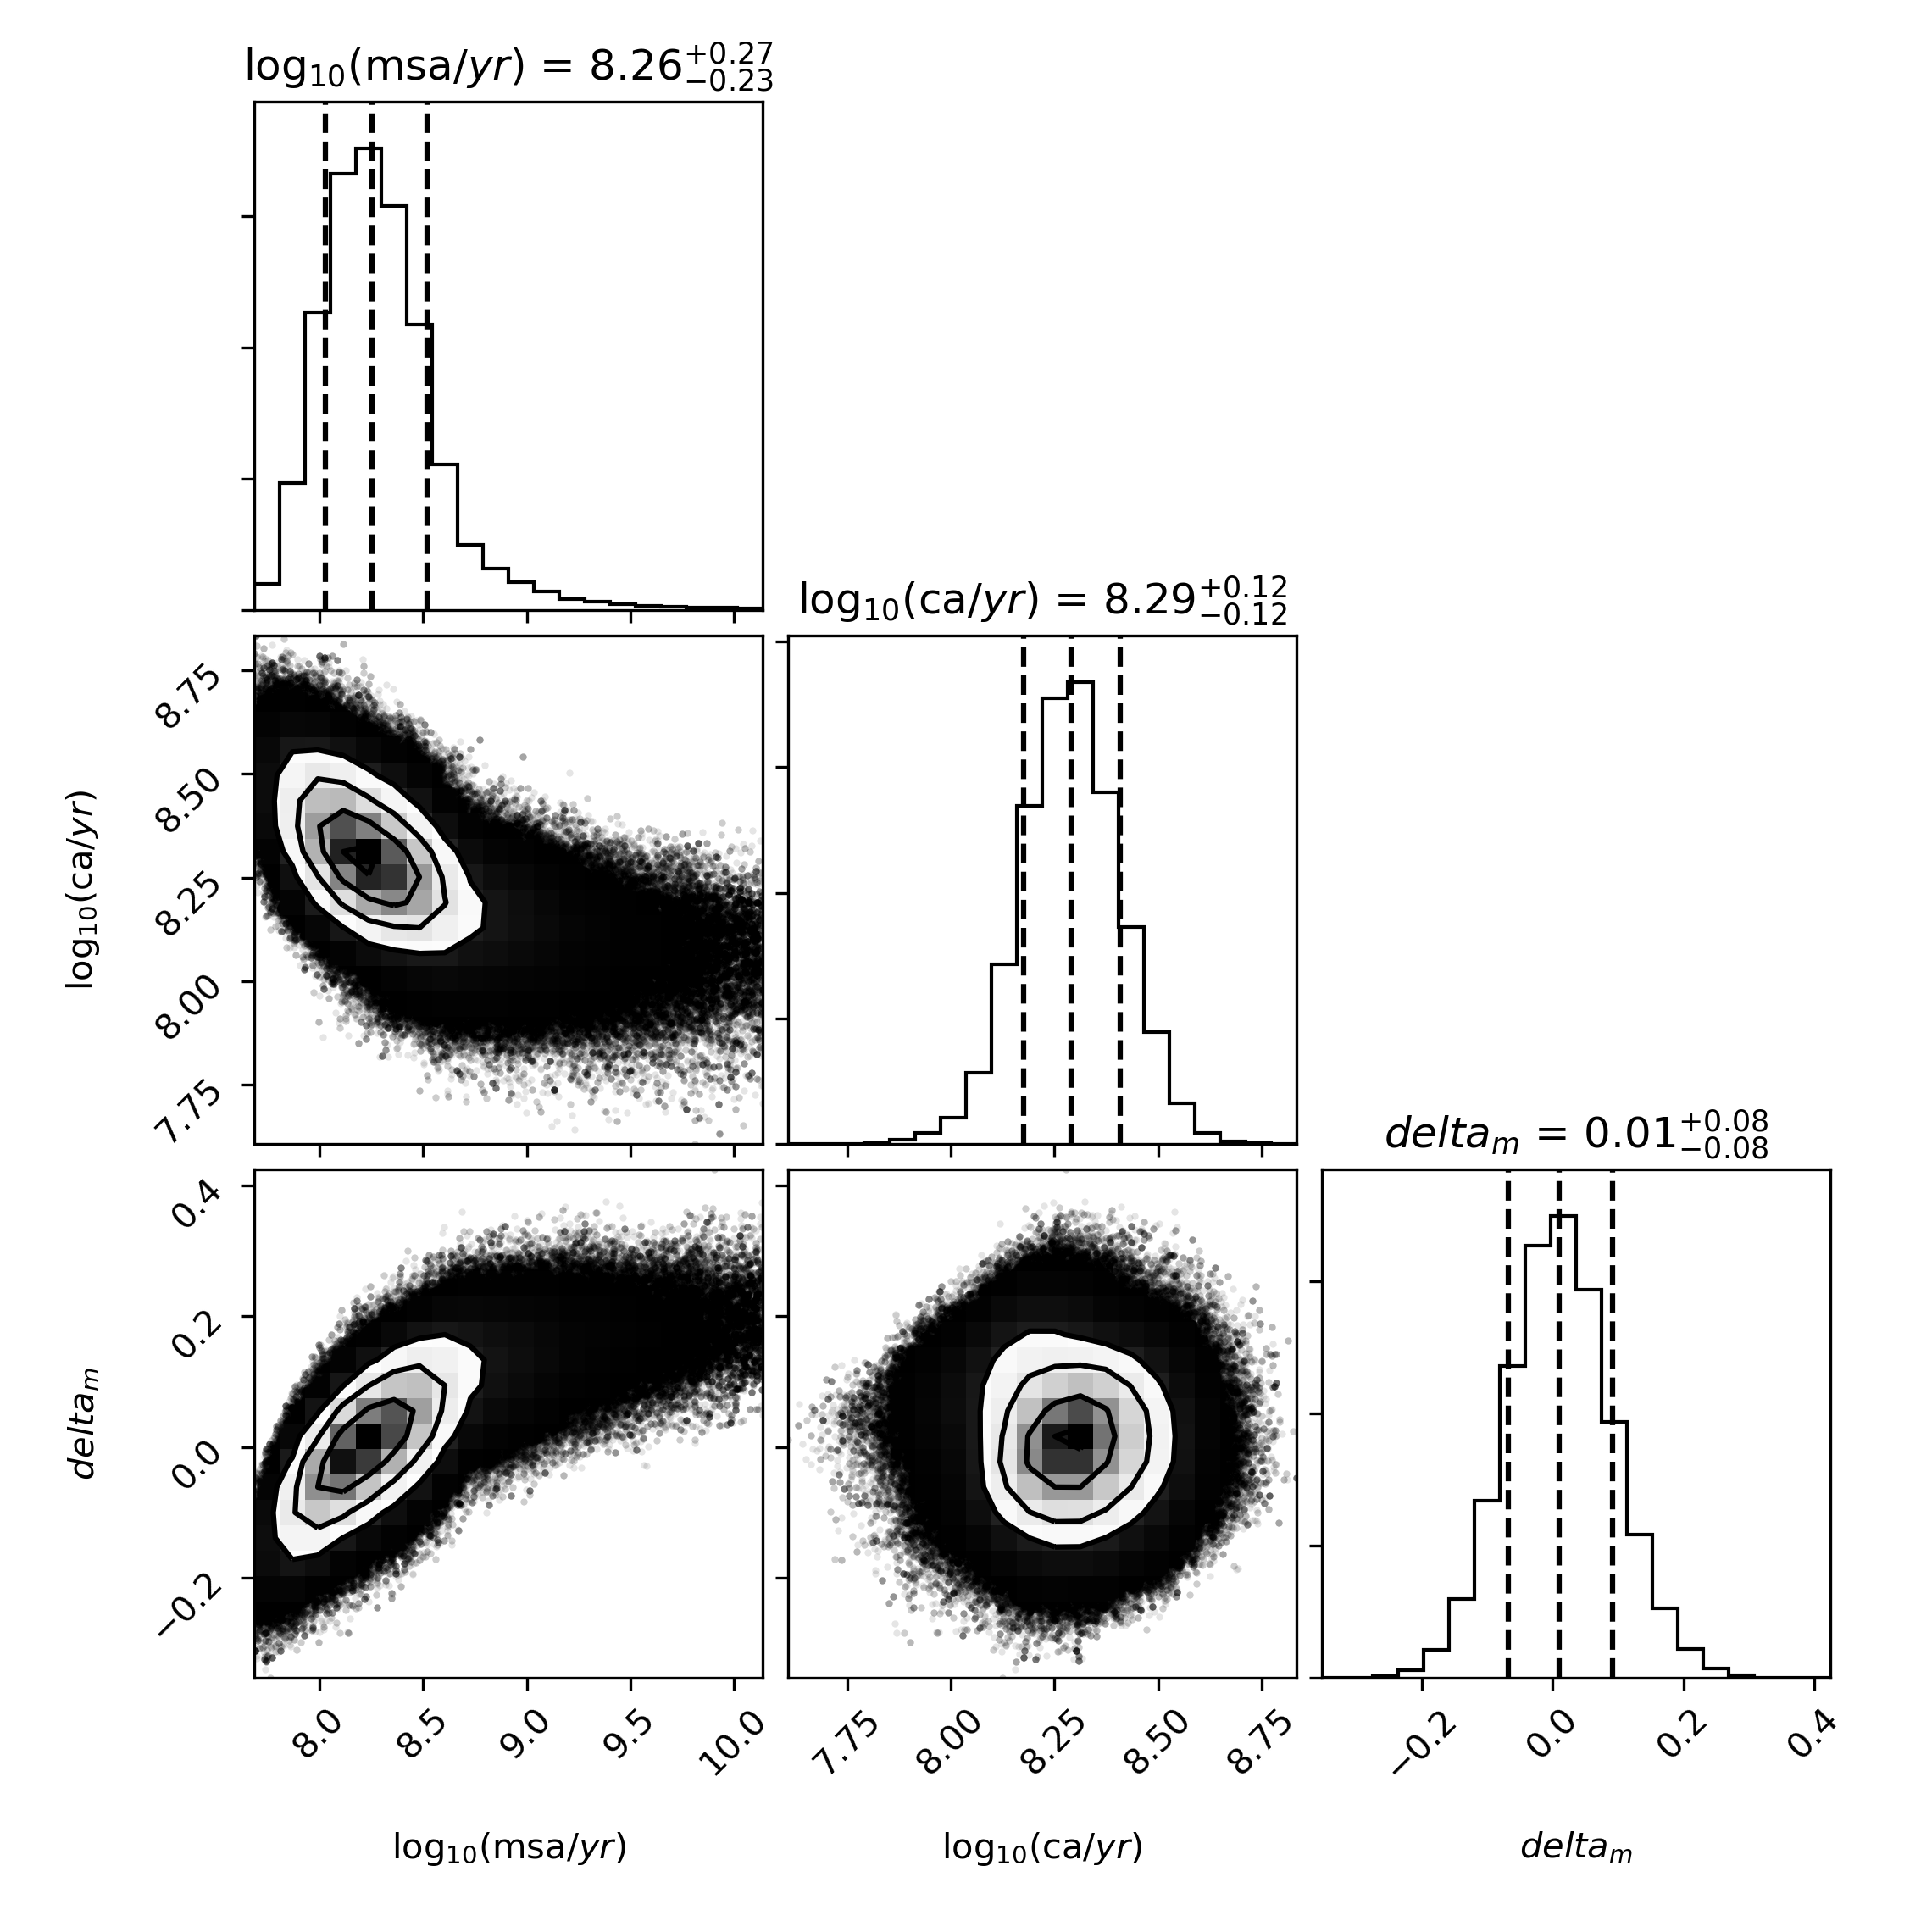 log₁₀(msa/yr) = 8.26 +0.27 −0.23
log₁₀(ca/yr) = 8.29 +0.12 −0.12
8.75
8.50
8.25
8.00
7.75
log₁₀(ca/yr)
delta_m = 0.01 +0.08 −0.08
0.4
0.2
0.0
−0.2
delta_m
8.0 8.5 9.0 9.5 10.0 7.75 8.00 8.25 8.50 8.75 −0.2 0.0 0.2 0.4
log₁₀(msa/yr) log₁₀(ca/yr) delta_m